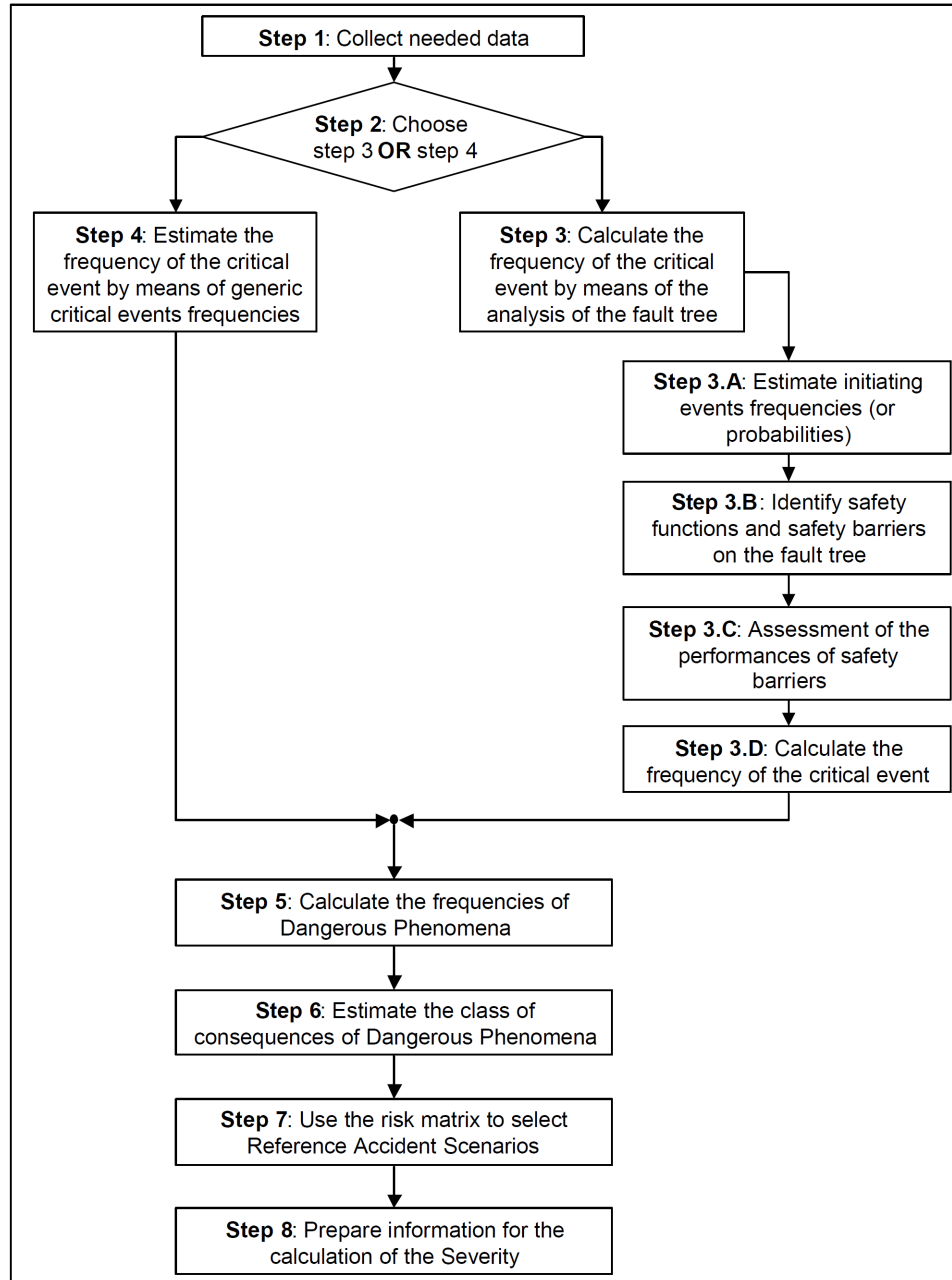 Step 1: Collect needed data
Step 2: Choose
step 3 OR step 4
Step 4: Estimate the
frequency of the critical
event by means of generic
critical events frequencies
Step 3: Calculate the
frequency of the critical
event by means of the
analysis of the fault tree
Step 3.A: Estimate initiating
events frequencies (or
probabilities)
Step 3.B: Identify safety
functions and safety barriers
on the fault tree
Step 3.C: Assessment of the
performances of safety
barriers
Step 3.D: Calculate the
frequency of the critical event
Step 5: Calculate the frequencies of
Dangerous Phenomena
Step 6: Estimate the class of
consequences of Dangerous Phenomena
Step 7: Use the risk matrix to select
Reference Accident Scenarios
Step 8: Prepare information for the
calculation of the Severity